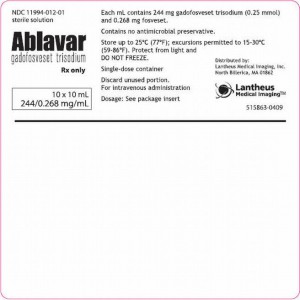 NDC 11994-012-01
sterile solution
Ablavar
gadofosveset trisodium
Rx only
10 x 10 mL
244/0.268 mg/mL
Each mL contains 244 mg gadofosveset trisodium (0.25 mmol)
and 0.268 mg fosveset.
Contains no antimicrobial preservative.
Store up to 25°C (77°F); excursions permitted to 15-30°C
(59-86°F). Protect from light and
DO NOT FREEZE.
Single-dose container
Discard unused portion.
For intravenous administration
Dosage: See package insert
Distributed by:
Lantheus Medical Imaging, Inc.
North Billerica, MA 01862
Lantheus
Medical Imaging™
515863-0409